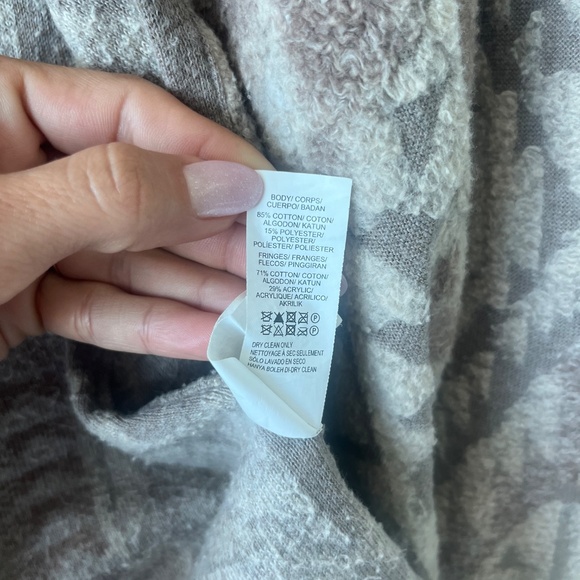 BODY/ CORPS/
CUERPO/ BADAN
85% COTTON/ COTON/
ALGODON/ KATUN
15% POLYESTER/
POLYESTER/
POLIESTER/ POLIESTER
FRINGES/ FRANGES/
FLECOS/ PINGGIRAN
71% COTTON/ COTON/
ALGODON/ KATUN
29% ACRYLIC/
ACRYLIQUE/ ACRILICO/
AKRILIK
DRY CLEAN ONLY
NETTOYAGE À SEC SEULEMENT
SÓLO LAVADO EN SECO
HANYA BOLEH DI-DRY CLEAN